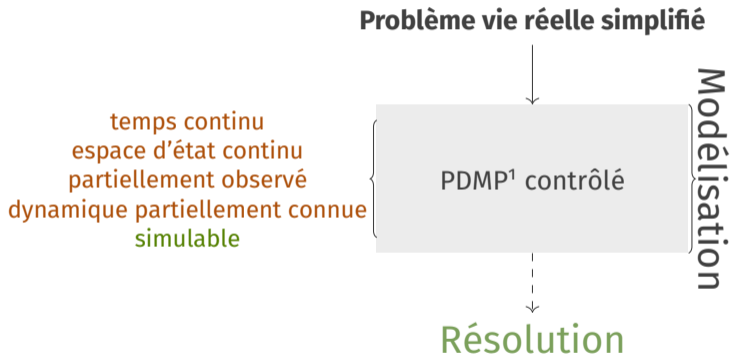 Problème vie réelle simplifié
temps continu
espace d'état continu
partiellement observé
dynamique partiellement connue
simulable
PDMP¹ contrôlé
Modélisation
Résolution